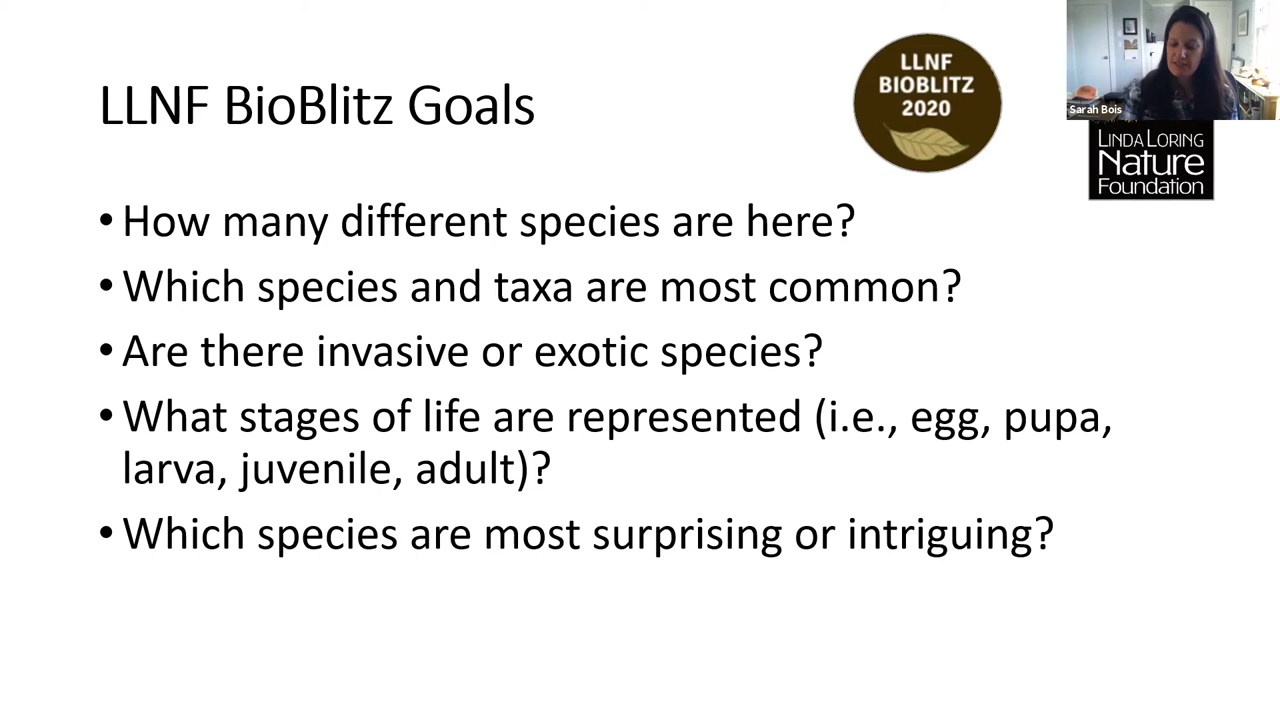 LLNF BioBlitz Goals
LLNF
BIOBLITZ
2020
Sarah Bois
LINDA LORING
Nature
Foundation
• How many different species are here?
• Which species and taxa are most common?
• Are there invasive or exotic species?
• What stages of life are represented (i.e., egg, pupa,
larva, juvenile, adult)?
• Which species are most surprising or intriguing?